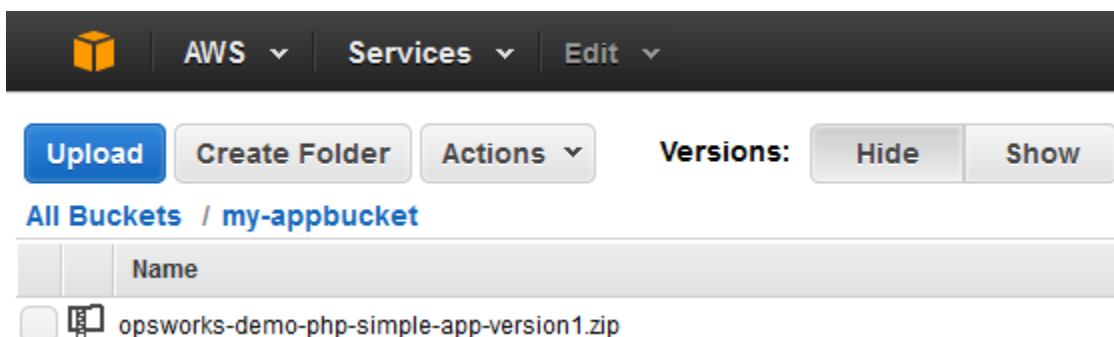 AWS Services Edit
Upload Create Folder Actions Versions: Hide Show
All Buckets / my-appbucket
Name
opsworks-demo-php-simple-app-version1.zip